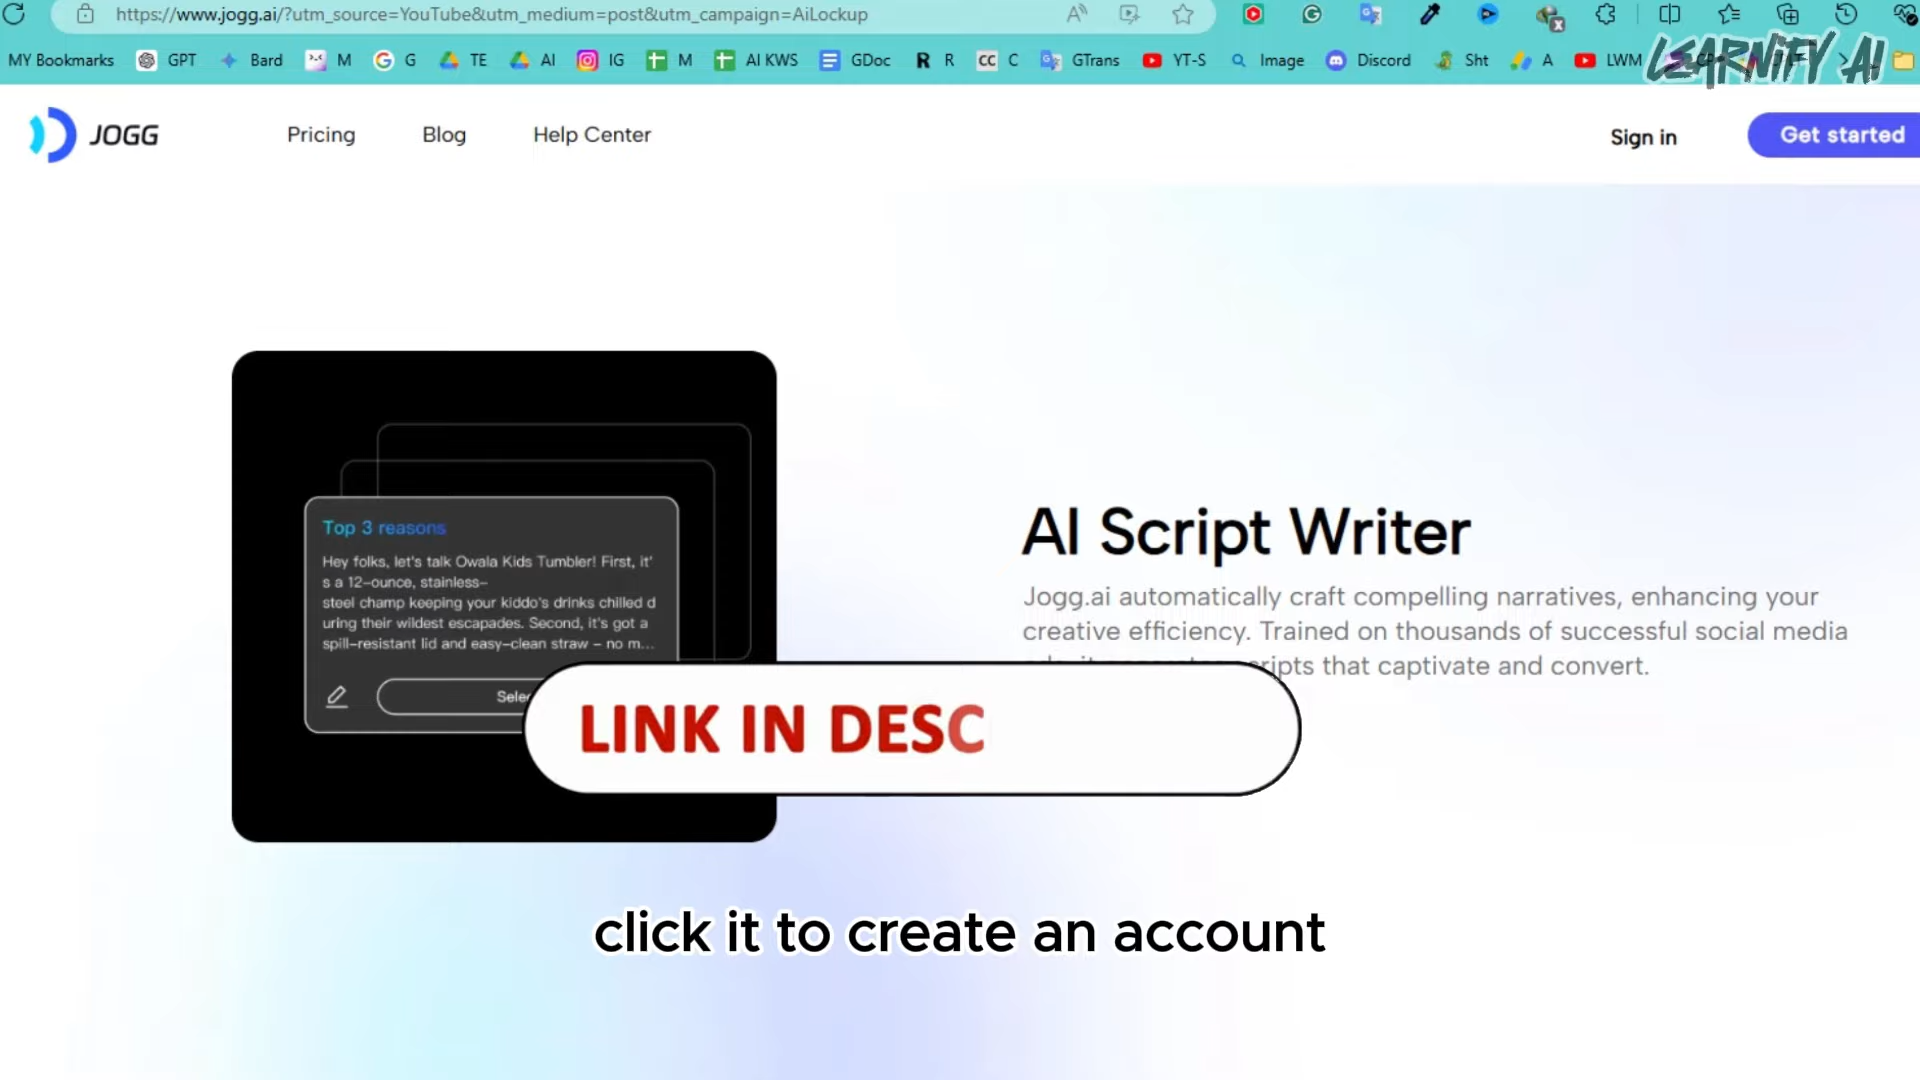 https://www.jogg.ai/?utm_source=YouTube&utm_medium=post&utm_campaign=AiLockup
MY Bookmarks GPT Bard M G TE AI IG M AI KWS GDoc R R CC C GTrans YT-S Image Discord Sht A LWM
LEARNIFY AI
JOGG Pricing Blog Help Center Sign in Get started
Top 3 reasons
Hey folks, let's talk Owala Kids Tumbler! First, it'
s a 12-ounce, stainless-
steel champ keeping your kiddo's drinks chilled d
uring their wildest escapades. Second, it's got a
spill-resistant lid and easy-clean straw – no m...
AI Script Writer
Jogg.ai automatically craft compelling narratives, enhancing your
creative efficiency. Trained on thousands of successful social media
that captivate and convert.
LINK IN DESC
click it to create an account